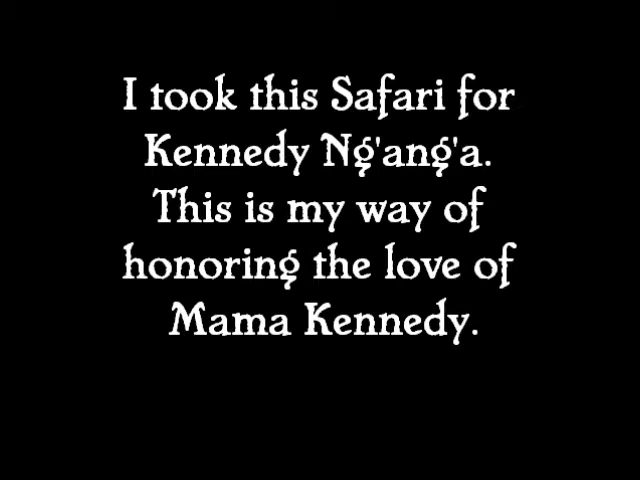 I took this Safari for
Kennedy Ng'ang'a.
This is my way of
honoring the love of
Mama Kennedy.